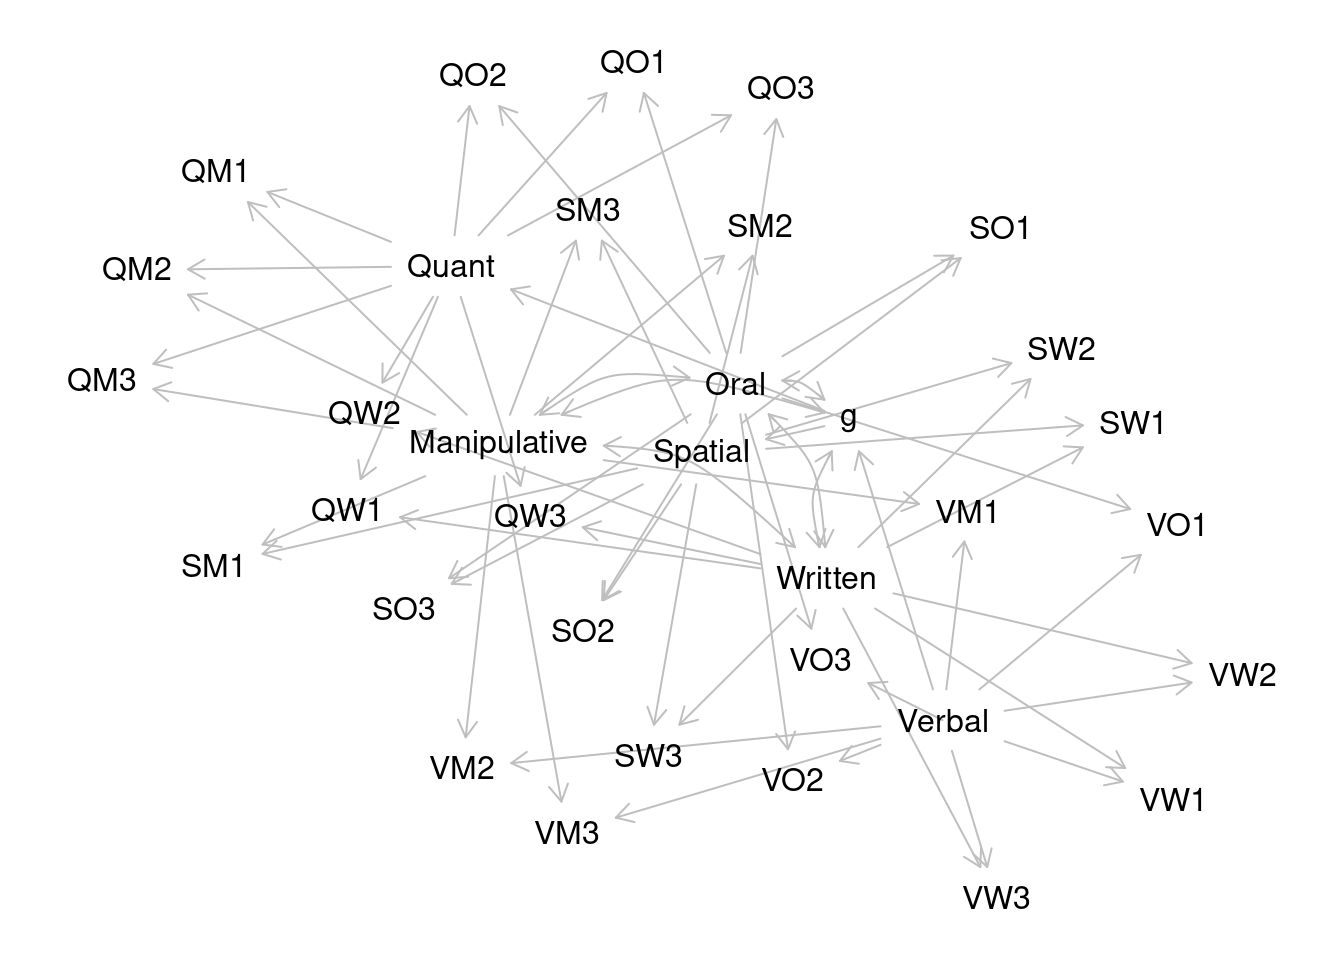 QO1
QO2
QO3
QM1
SM3
SM2
SO1
Quant
QM2
SW2
QM3
Oral
QW2
g
SW1
Manipulative
Spatial
QW1
QW3
VM1
VO1
SM1
Written
SO3
SO2
VO3
VW2
Verbal
SW3
VM2
VO2
VW1
VM3
VW3